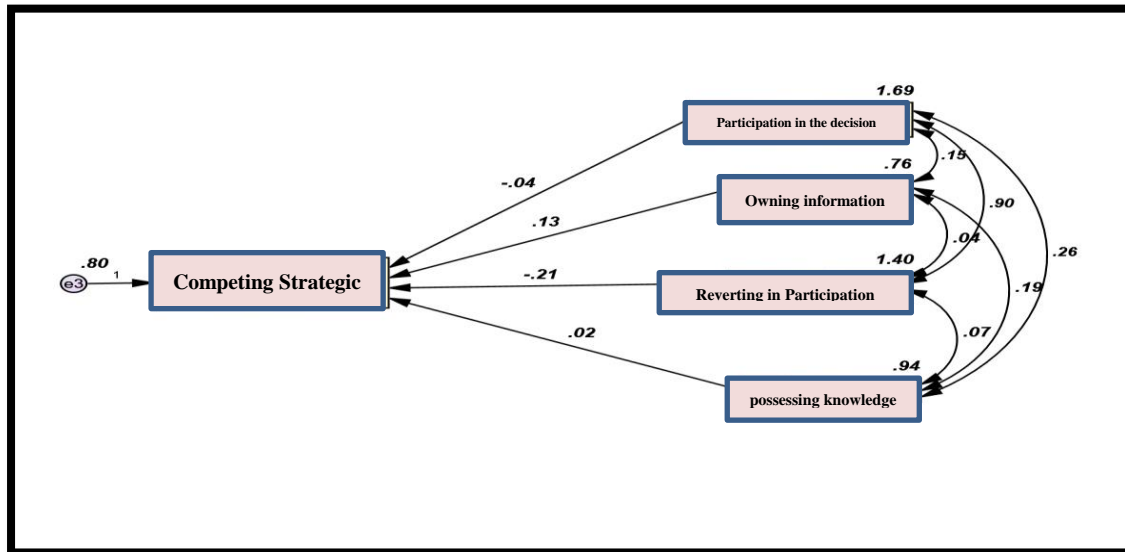 1.69
Participation in the decision
.15
.76
-.04
Owning information
.90
.13
.04
1.40
.26
.80
1
e3
Competing Strategic
-.21
Reverting in Participation
.19
.02
.07
.94
possessing knowledge